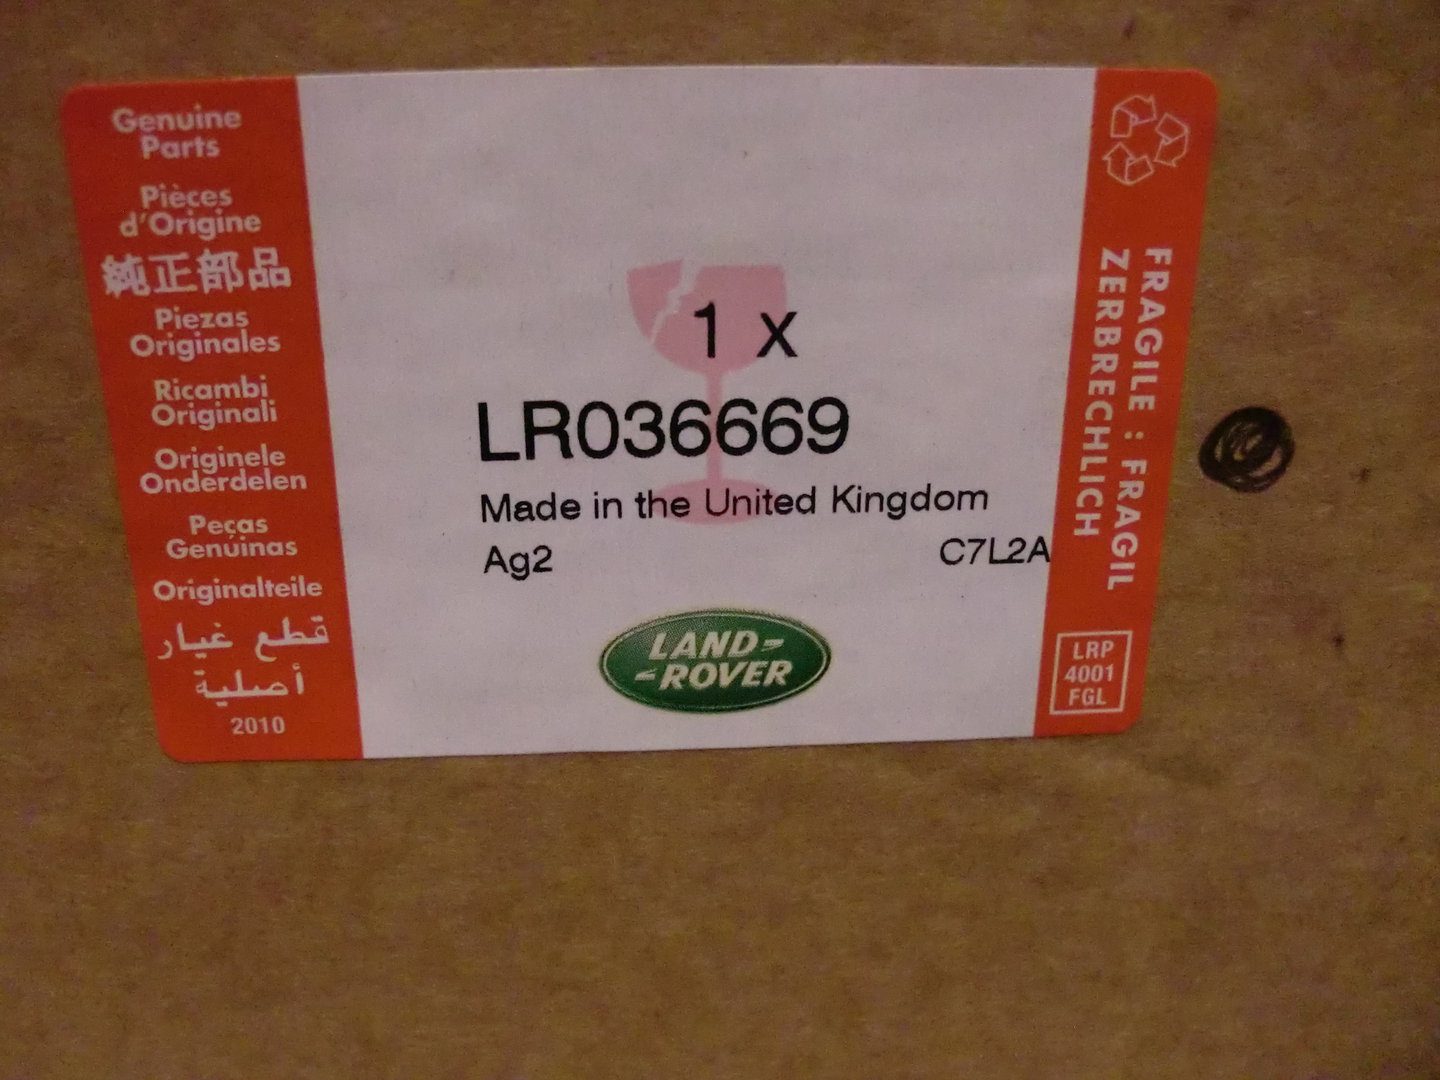 Genuine
Parts
Pièces
d'Origine
純正部品
Piezas
Originales
Ricambi
Originali
Originele
Onderdelen
Peças
Genúinas
Originalteile
قطع غيار
أصلية
2010
1 x
LR036669
Made in the United Kingdom
Ag2 C7L2A
LAND-
-ROVER
FRAGILE : FRAGIL
ZERBRECHLICH
LRP
4001
FGL